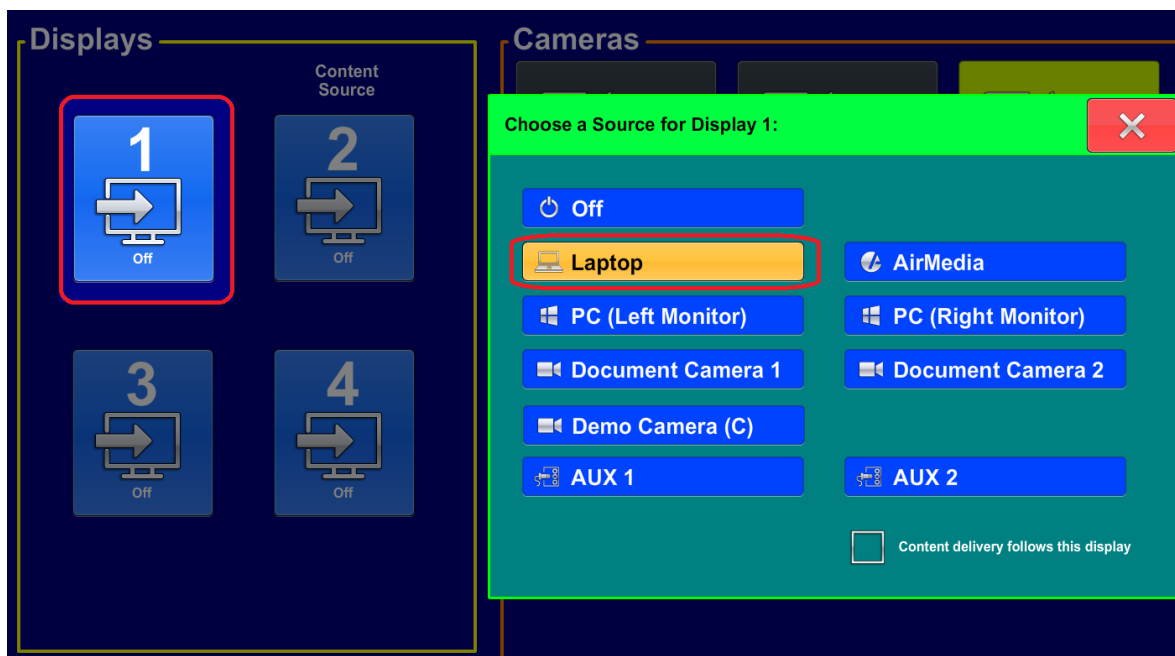 Displays
Content
Source
1
Off
2
Off
3
Off
4
Off
Cameras
Choose a Source for Display 1:
Off
Laptop
AirMedia
PC (Left Monitor)
PC (Right Monitor)
Document Camera 1
Document Camera 2
Demo Camera (C)
AUX 1
AUX 2
Content delivery follows this display